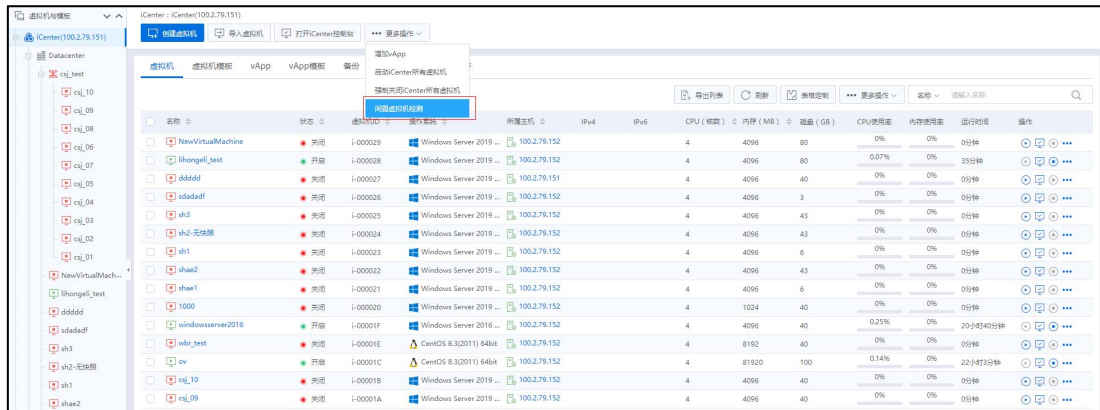 虚拟机与模板
iCenter(100.2.79.151)
Datacenter
csj_test
csj_10
csj_09
csj_08
csj_06
csj_07
csj_05
csj_04
csj_03
csj_02
csj_01
NewVirtualMach...
lihongeli_test
ddddd
sdadadf
sh3
sh2-无快照
sh1
shae2
iCenter : iCenter(100.2.79.151)
创建虚拟机 导入虚拟机 打开iCenter控制台 ••• 更多操作
增加vApp
启动iCenter所有虚拟机
强制关闭iCenter所有虚拟机
闲置虚拟机检测
虚拟机 虚拟机模板 vApp vApp模板 备份
导出列表 刷新 表格定制 ••• 更多操作 名称 请输入名称
名称 状态 虚拟机ID 操作系统 所属主机 IPv4 IPv6 CPU(核数) 内存(MB) 磁盘(GB) CPU使用率 内存使用率 运行时间 操作
NewVirtualMachine 关闭 i-000029 Windows Server 2019 ... 100.2.79.152 4 4096 80 0% 0% 0分钟
lihongeli_test 开启 i-000028 Windows Server 2019 ... 100.2.79.152 4 4096 80 0.07% 0% 35分钟
ddddd 关闭 i-000027 Windows Server 2019 ... 100.2.79.151 4 4096 40 0% 0% 0分钟
sdadadf 关闭 i-000026 Windows Server 2019 ... 100.2.79.152 4 4096 3 0% 0% 0分钟
sh3 关闭 i-000025 Windows Server 2019 ... 100.2.79.152 4 4096 43 0% 0% 0分钟
sh2-无快照 关闭 i-000024 Windows Server 2019 ... 100.2.79.152 4 4096 43 0% 0% 0分钟
sh1 关闭 i-000023 Windows Server 2019 ... 100.2.79.152 4 4096 6 0% 0% 0分钟
shae2 关闭 i-000022 Windows Server 2019 ... 100.2.79.152 4 4096 43 0% 0% 0分钟
shae1 关闭 i-000021 Windows Server 2019 ... 100.2.79.152 4 4096 6 0% 0% 0分钟
1000 关闭 i-000020 Windows Server 2019 ... 100.2.79.152 4 1024 40 0% 0% 0分钟
windowsserver2016 开启 i-00001F Windows Server 2016 ... 100.2.79.152 4 4096 40 0.25% 0% 20小时40分钟
wbr_test 关闭 i-00001E CentOS 8.3(2011) 64bit 100.2.79.152 4 8192 40 0% 0% 0分钟
ov 开启 i-00001C CentOS 8.3(2011) 64bit 100.2.79.152 4 81920 100 0.14% 0% 22小时3分钟
csj_10 关闭 i-00001B Windows Server 2019 ... 100.2.79.152 4 4096 40 0% 0% 0分钟
csj_09 关闭 i-00001A Windows Server 2019 ... 100.2.79.152 4 4096 40 0% 0% 0分钟